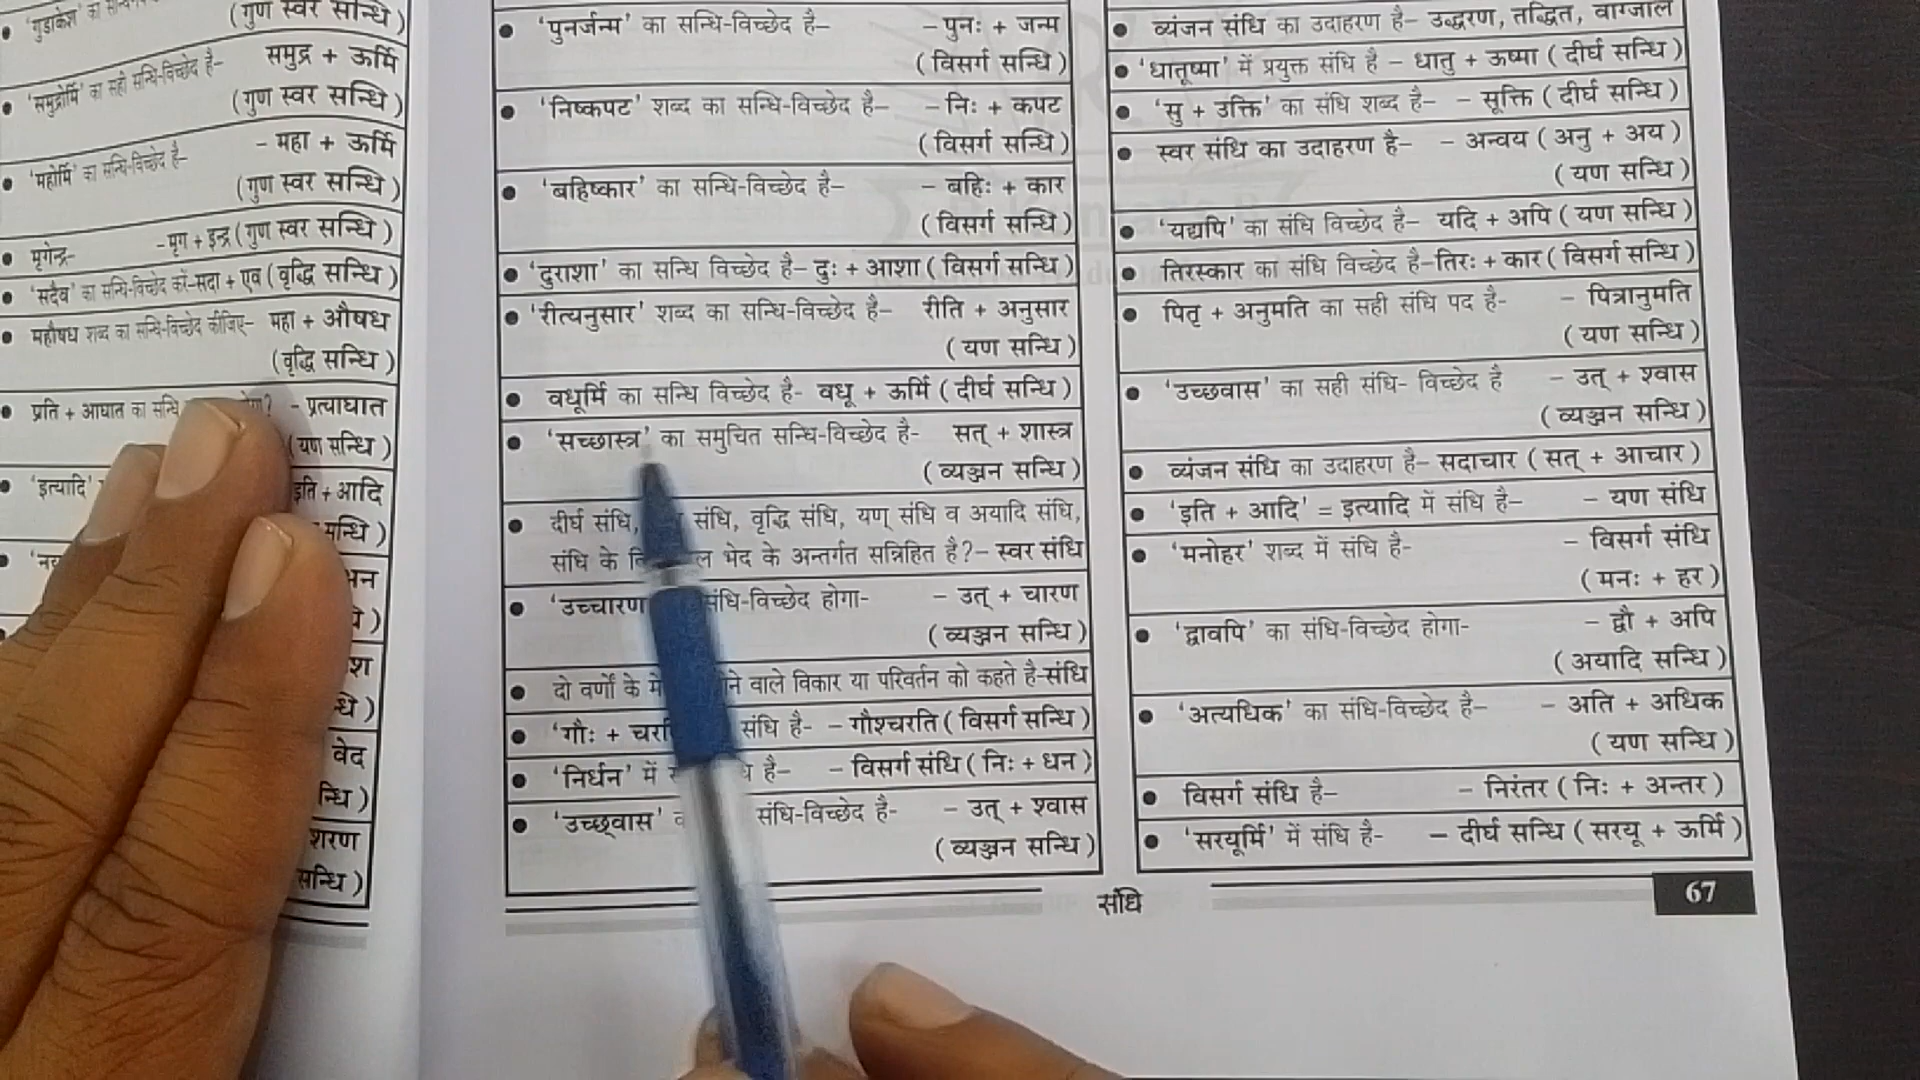 'गुडाकेश' का
(गुण स्वर सन्धि)
'समुद्रोर्मि' का सही सन्धि-विच्छेद है- समुद्र + ऊर्मि
(गुण स्वर सन्धि)
'महोर्मि' का सन्धि-विच्छेद है- - महा + ऊर्मि
(गुण स्वर सन्धि)
मृगेन्द्र- -मृग + इन्द्र (गुण स्वर सन्धि)
'सदैव' का सन्धि-विच्छेद करें-सदा + एव (वृद्धि सन्धि)
महौषध शब्द का सन्धि-विच्छेद कीजिए- महा + औषध
(वृद्धि सन्धि)
प्रति + आघात का सन्धि होगा? - प्रत्याघात
(यण सन्धि)
'इत्यादि' इति + आदि
सन्धि)
वेद
शरण
सन्धि)
'पुनर्जन्म' का सन्धि-विच्छेद है- - पुनः + जन्म
(विसर्ग सन्धि)
'निष्कपट' शब्द का सन्धि-विच्छेद है- - निः + कपट
(विसर्ग सन्धि)
'बहिष्कार' का सन्धि-विच्छेद है- - बहिः + कार
(विसर्ग सन्धि)
'दुराशा' का सन्धि विच्छेद है- दुः + आशा (विसर्ग सन्धि)
'रीत्यनुसार' शब्द का सन्धि-विच्छेद है- रीति + अनुसार
(यण सन्धि)
वधूर्मि का सन्धि विच्छेद है- वधू + ऊर्मि (दीर्घ सन्धि)
'सच्छास्त्र' का समुचित सन्धि-विच्छेद है- सत् + शास्त्र
(व्यञ्जन सन्धि)
दीर्घ संधि, संधि, वृद्धि संधि, यण् संधि व अयादि संधि,
संधि के भेद के अन्तर्गत सन्निहित है?- स्वर संधि
'उच्चारण संधि-विच्छेद होगा- - उत् + चारण
(व्यञ्जन सन्धि)
दो वर्णों के वाले विकार या परिवर्तन को कहते है-संधि
'गौः + संधि है- - गौश्चरति (विसर्ग सन्धि)
'निर्धन' में है- - विसर्ग संधि (निः + धन)
'उच्छ्वास' संधि-विच्छेद है- - उत् + श्वास
(व्यञ्जन सन्धि)
व्यंजन संधि का उदाहरण है- उद्धरण, तद्धित, वाग्जाल
'धातूष्मा' में प्रयुक्त संधि है - धातु + ऊष्मा (दीर्घ सन्धि)
'सु + उक्ति' का संधि शब्द है- - सूक्ति (दीर्घ सन्धि)
स्वर संधि का उदाहरण है- - अन्वय (अनु + अय)
(यण सन्धि)
'यद्यपि' का संधि विच्छेद है- यदि + अपि (यण सन्धि)
तिरस्कार का संधि विच्छेद है-तिरः + कार (विसर्ग सन्धि)
पितृ + अनुमति का सही संधि पद है- - पित्रानुमति
(यण सन्धि)
'उच्छवास' का सही संधि- विच्छेद है - उत् + श्वास
(व्यञ्जन सन्धि)
व्यंजन संधि का उदाहरण है- सदाचार (सत् + आचार)
'इति + आदि' = इत्यादि में संधि है- - यण संधि
'मनोहर' शब्द में संधि है- - विसर्ग संधि
(मनः + हर)
'द्वावपि' का संधि-विच्छेद होगा- - द्वौ + अपि
(अयादि सन्धि)
'अत्यधिक' का संधि-विच्छेद है- - अति + अधिक
(यण सन्धि)
विसर्ग संधि है- - निरंतर (निः + अन्तर)
'सरयूर्मि' में संधि है- - दीर्घ सन्धि (सरयू + ऊर्मि)
संधि 67